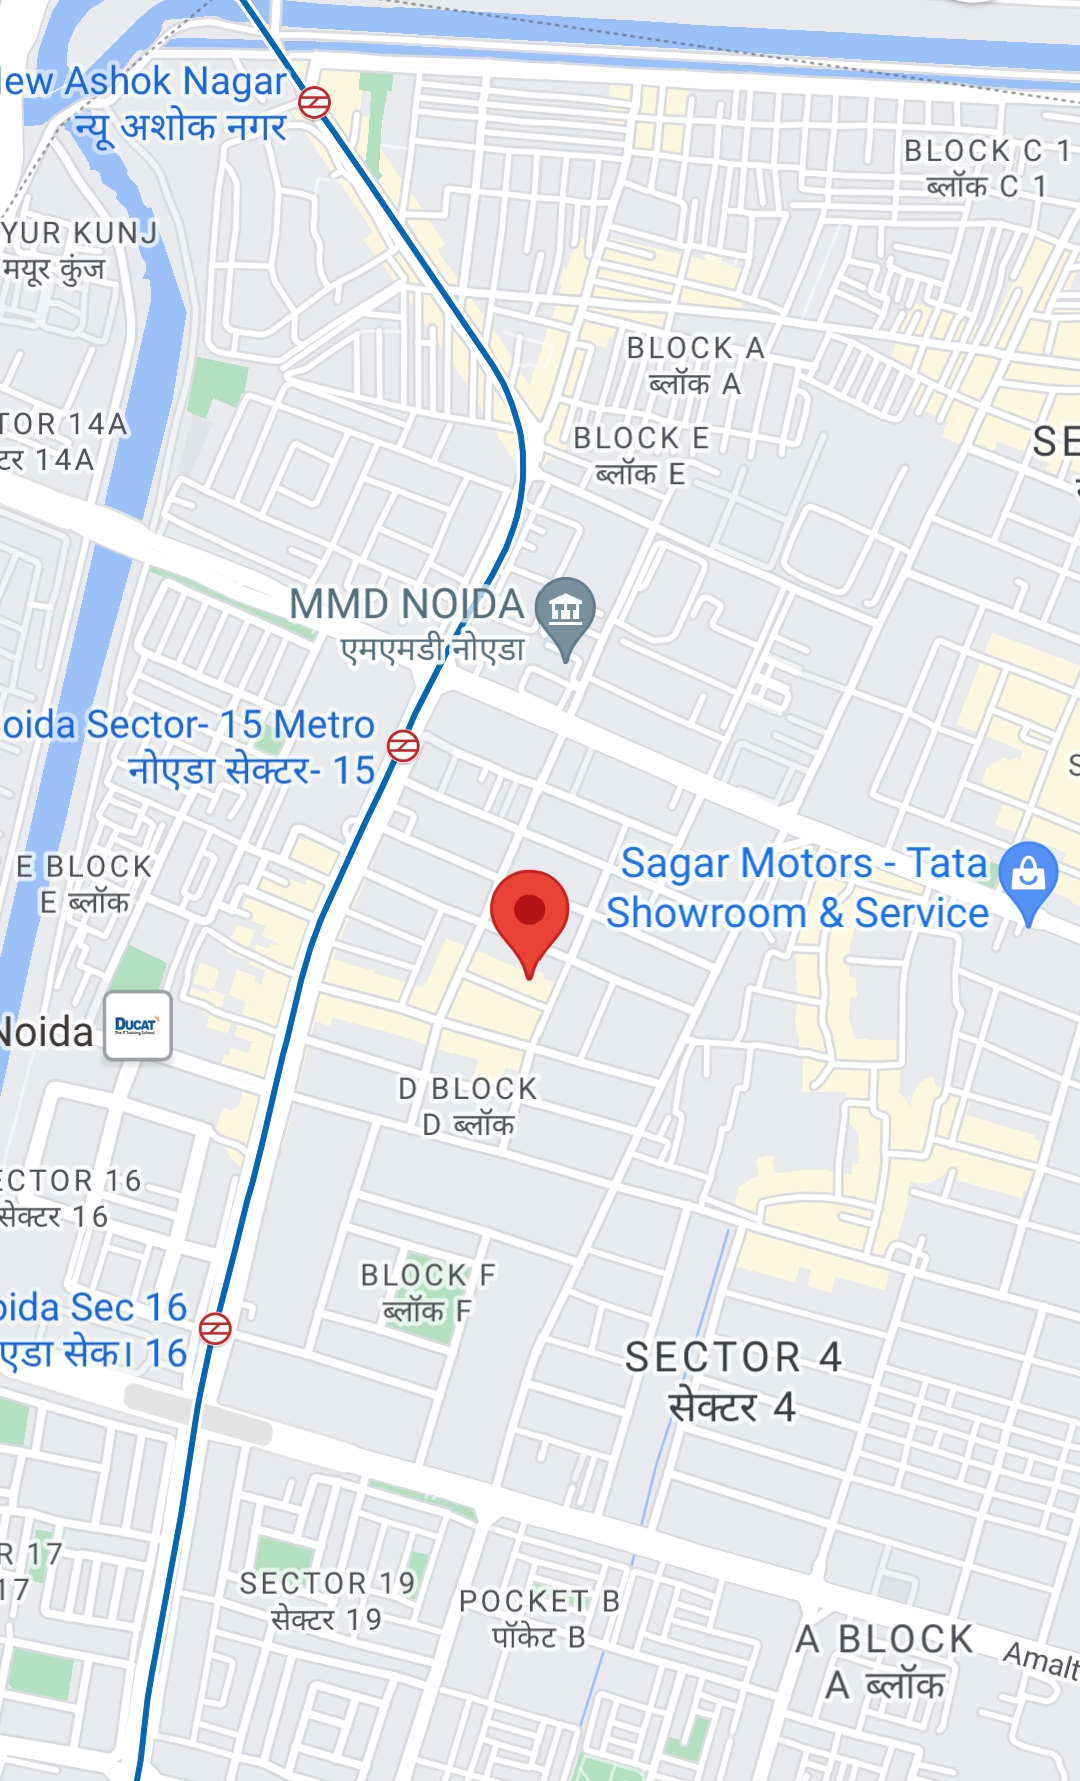 ew Ashok Nagar
न्यू अशोक नगर
BLOCK C 1
ब्लॉक C 1
YUR KUNJ
मयूर कुंज
BLOCK A
ब्लॉक A
TOR 14A
टर 14A
BLOCK E
ब्लॉक E
SE
MMD NOIDA
एमएमडी नोएडा
oida Sector- 15 Metro
नोएडा सेक्टर- 15
S
E BLOCK
E ब्लॉक
Sagar Motors - Tata
Showroom & Service
Noida
DUCAT
D BLOCK
D ब्लॉक
ECTOR 16
सेक्टर 16
BLOCK F
ब्लॉक F
oida Sec 16
एडा सेक। 16
SECTOR 4
सेक्टर 4
R 17
17
SECTOR 19
सेक्टर 19
POCKET B
पॉकेट B
A BLOCK
A ब्लॉक
Amalt